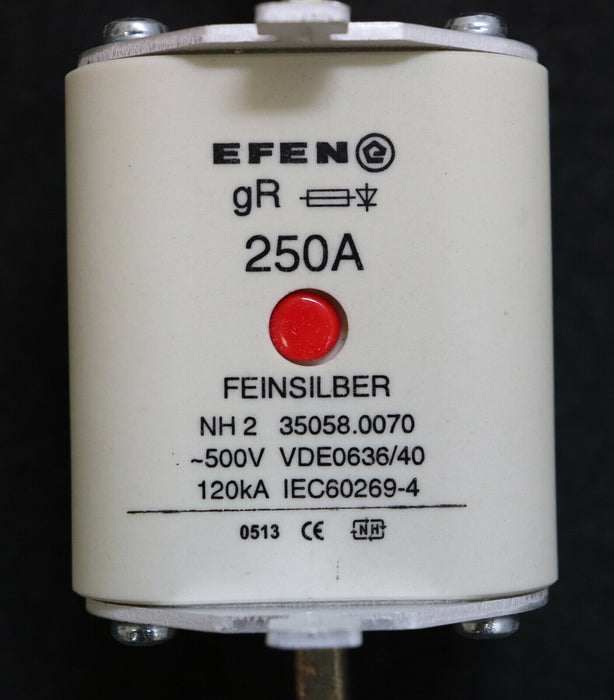 EFEN
gR
250A
FEINSILBER
NH 2 35058.0070
~500V VDE0636/40
120kA IEC60269-4
0513 CE NH